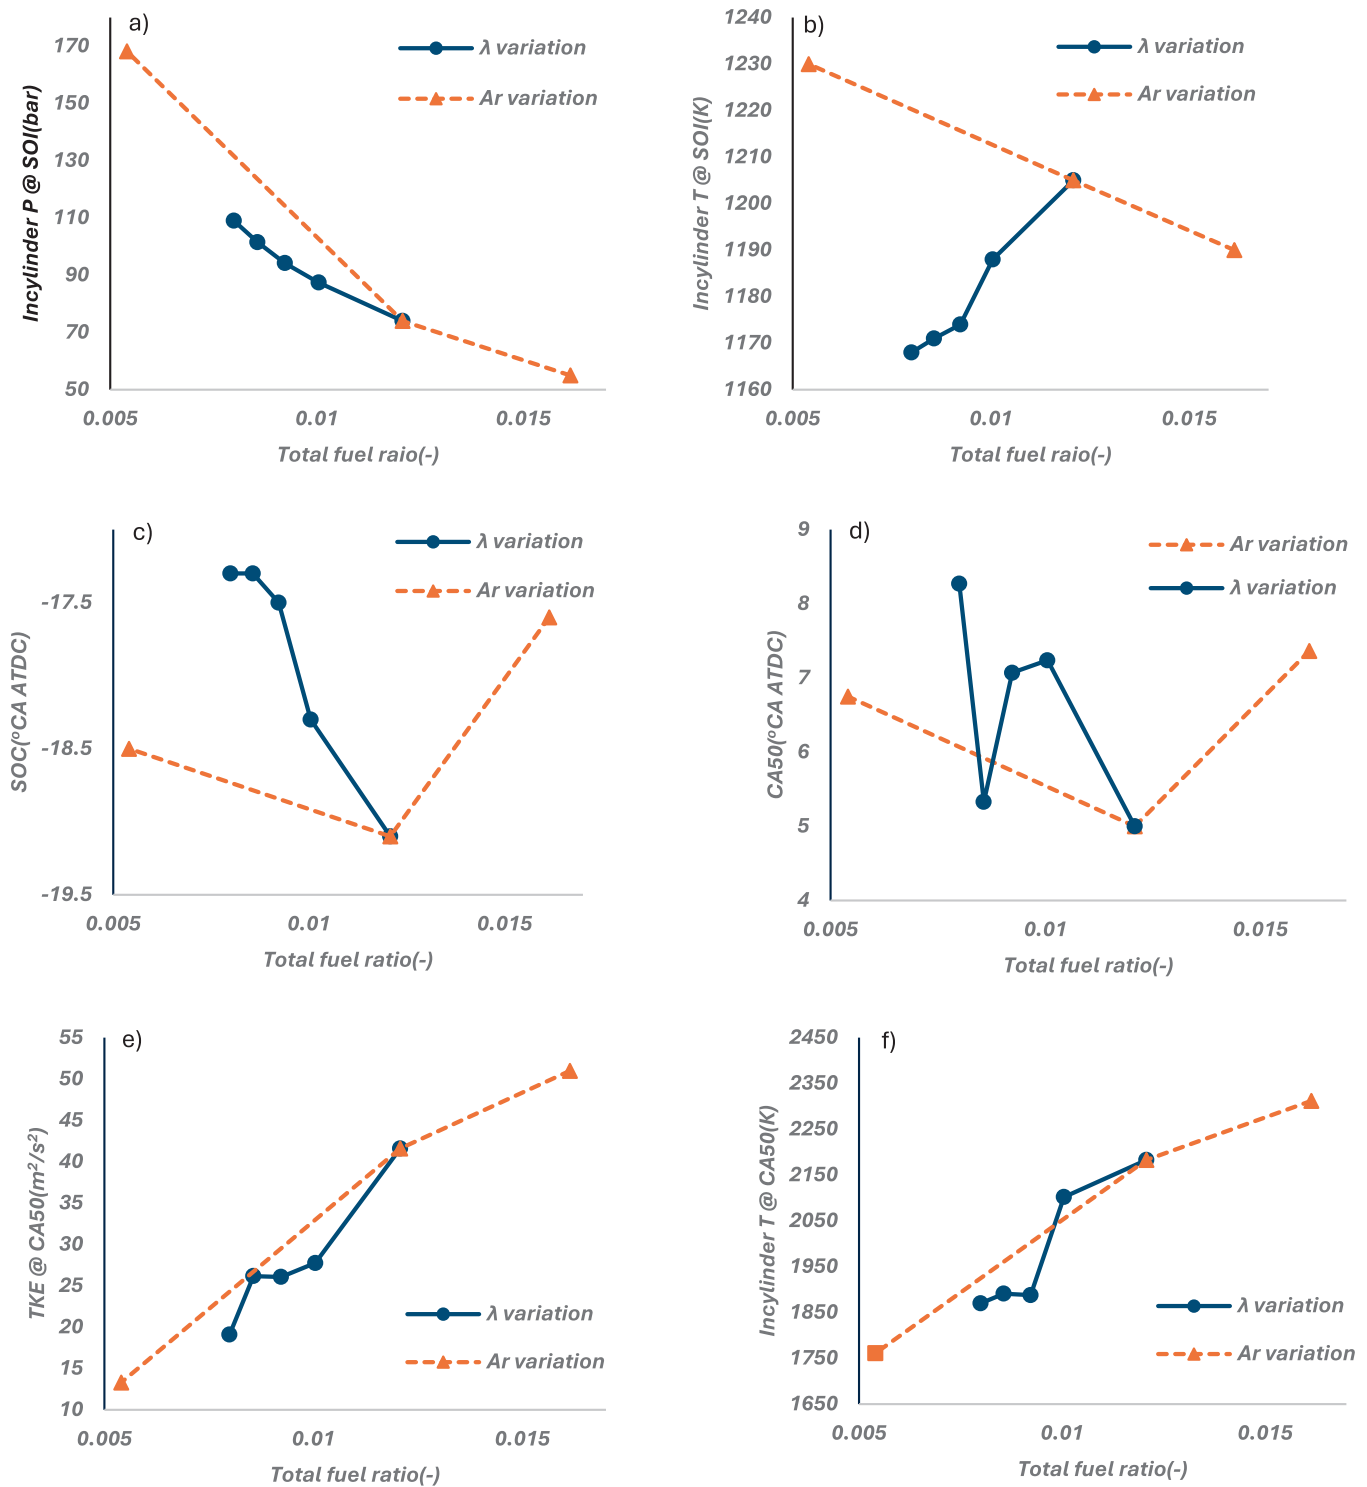 a)
λ variation
Ar variation
Incylinder P @ SOI(bar)
170
150
130
110
90
70
50
0.005 0.01 0.015
Total fuel raio(-)
b)
λ variation
Ar variation
Incylinder T @ SOI(K)
1240
1230
1220
1210
1200
1190
1180
1170
1160
0.005 0.01 0.015
Total fuel raio(-)
c)
λ variation
Ar variation
SOC(ºCA ATDC)
-17.5
-18.5
-19.5
0.005 0.01 0.015
Total fuel ratio(-)
d)
Ar variation
λ variation
CA50(ºCA ATDC)
9
8
7
6
5
4
0.005 0.01 0.015
Total fuel ratio(-)
e)
TKE @ CA50(m²/s²)
55
50
45
40
35
30
25
20
15
10
λ variation
Ar variation
0.005 0.01 0.015
Total fuel ratio(-)
f)
Incylinder T @ CA50(K)
2450
2350
2250
2150
2050
1950
1850
1750
1650
λ variation
Ar variation
0.005 0.01 0.015
Total fuel ratio(-)